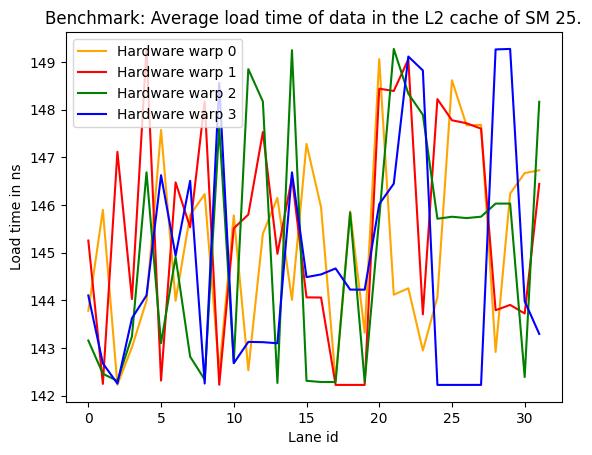 Benchmark: Average load time of data in the L2 cache of SM 25.
Hardware warp 0
Hardware warp 1
Hardware warp 2
Hardware warp 3
Load time in ns
149
148
147
146
145
144
143
142
0 5 10 15 20 25 30
Lane id